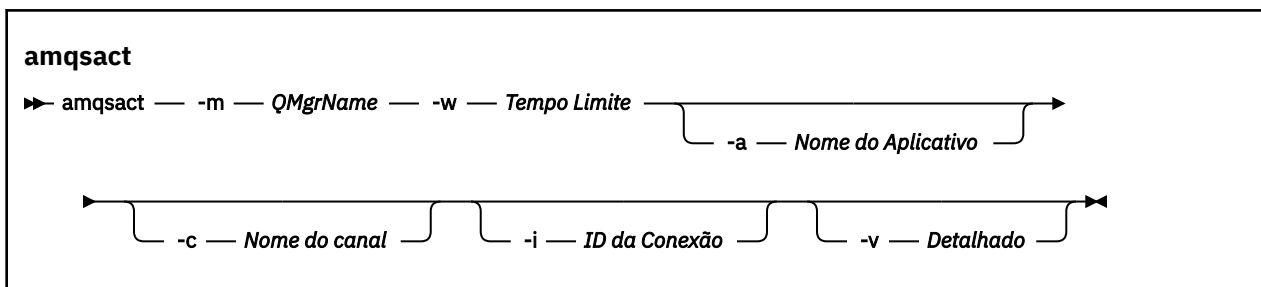 amqsact
amqsact -m QMgrName -w Tempo Limite
-a Nome do Aplicativo
-c Nome do canal -i ID da Conexão -v Detalhado